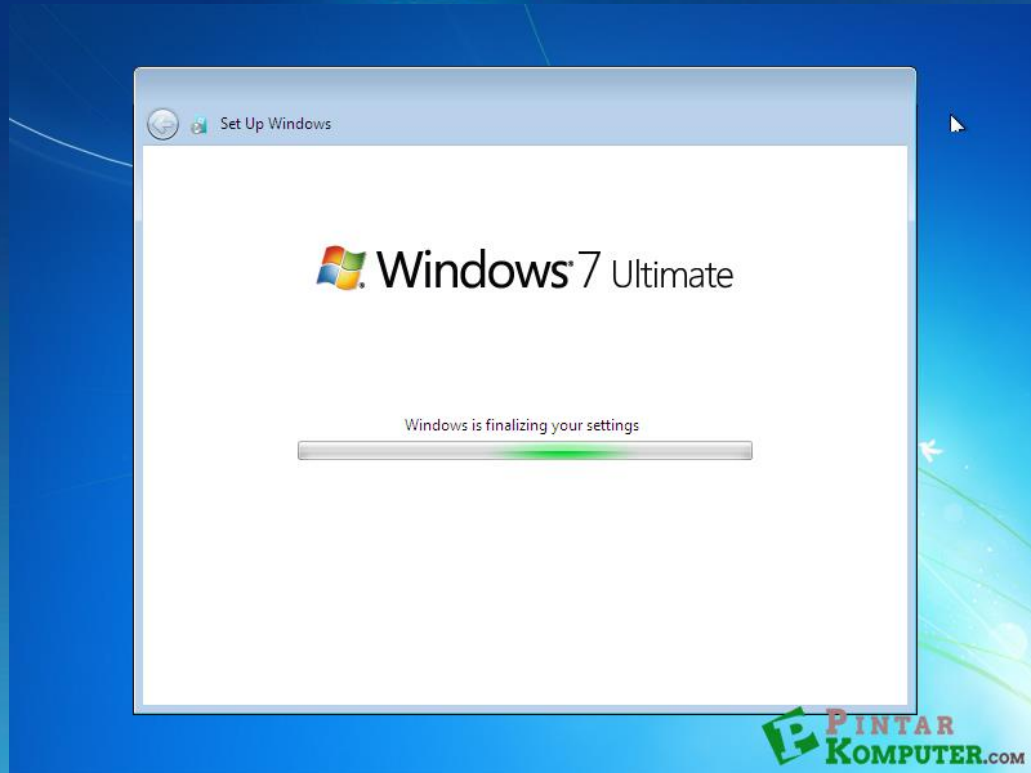 Set Up Windows
Windows 7 Ultimate
Windows is finalizing your settings
PINTAR
KOMPUTER.COM